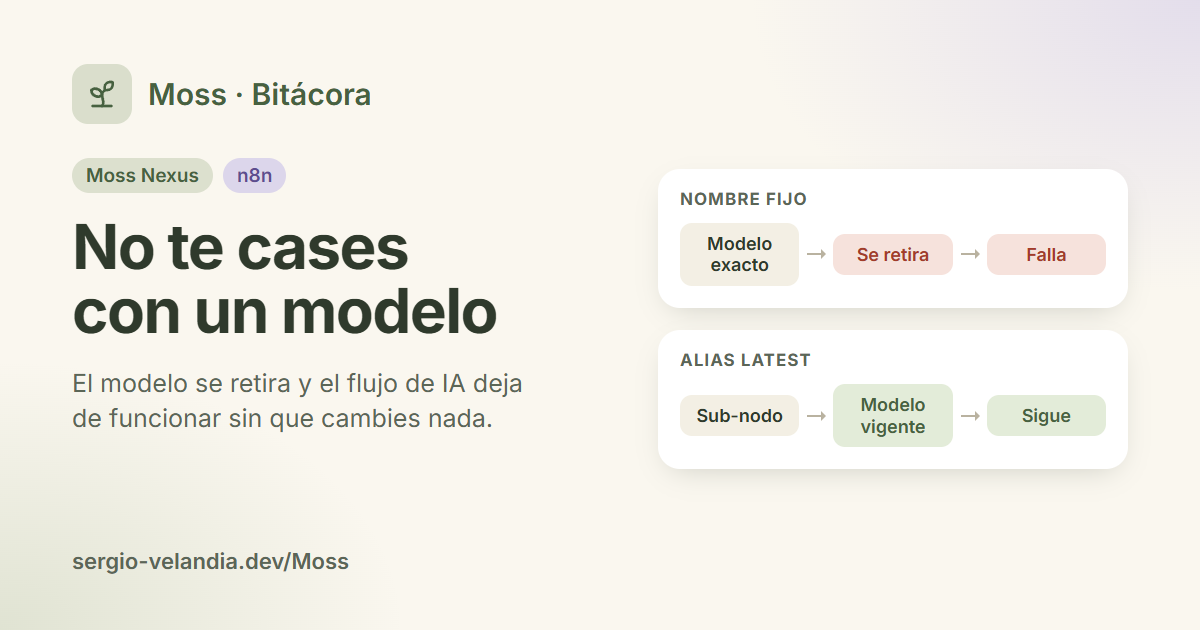 Moss · Bitácora
Moss Nexus
n8n
No te cases
con un modelo
El modelo se retira y el flujo de IA deja
de funcionar sin que cambies nada.
sergio-velandia.dev/Moss
NOMBRE FIJO
Modelo
exacto
Se retira
Falla
ALIAS LATEST
Sub-nodo
Modelo
vigente
Sigue